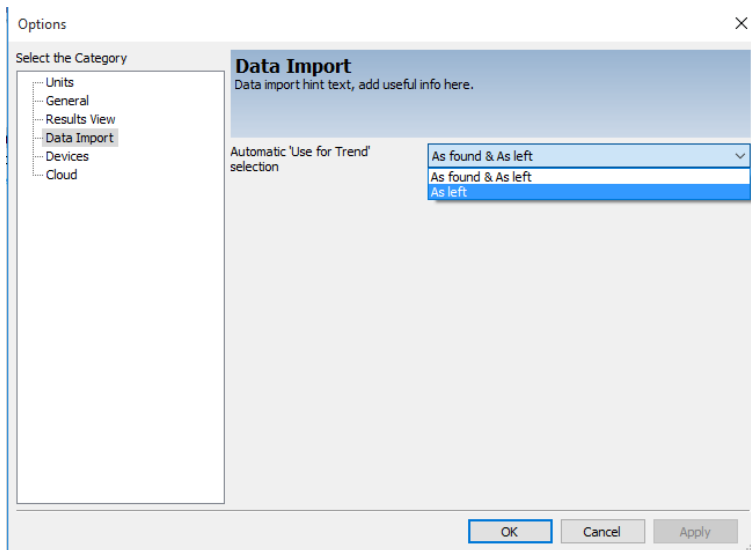 Options
Select the Category
Units
General
Results View
Data Import
Devices
Cloud
Data Import
Data import hint text, add useful info here.
Automatic 'Use for Trend'
selection
As found & As left
As found & As left
As left
OK
Cancel
Apply